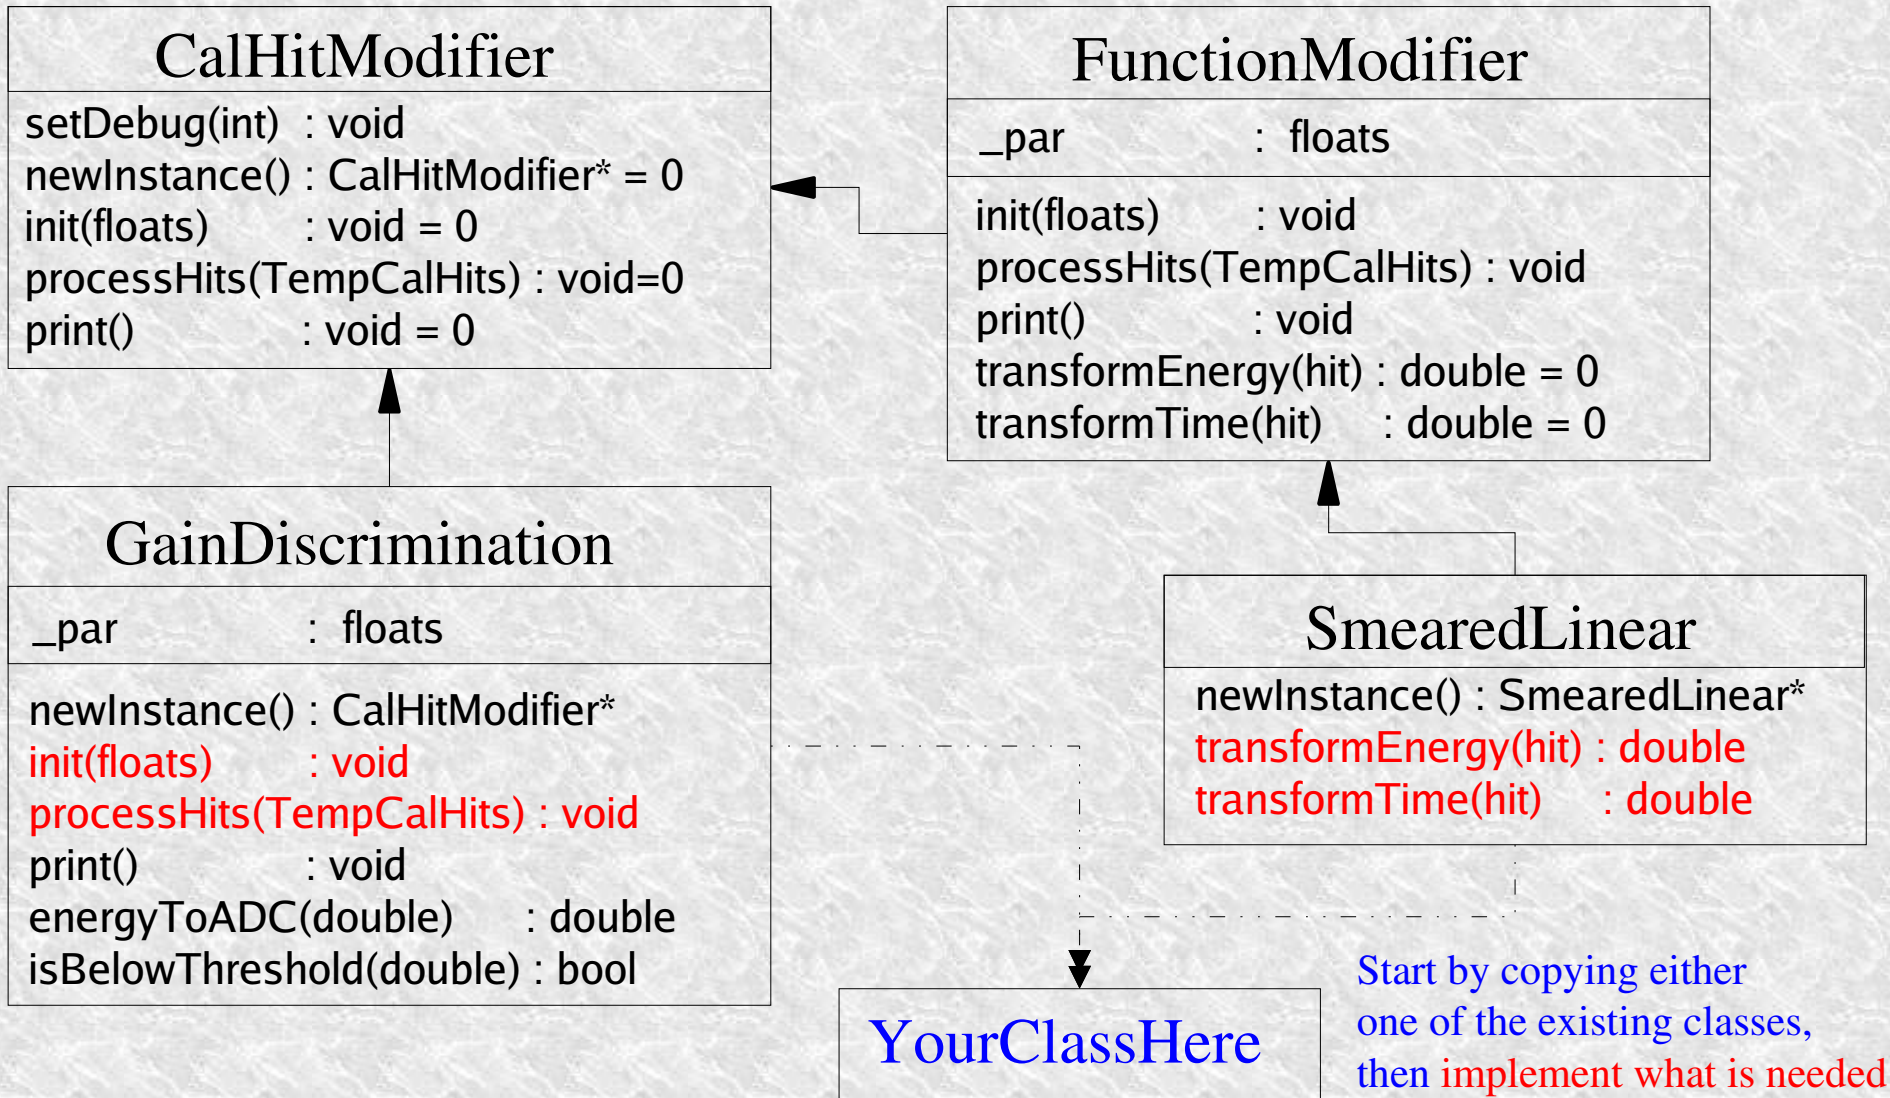 CalHitModifier
setDebug(int) : void
newInstance() : CalHitModifier* = 0
init(floats) : void = 0
processHits(TempCalHits) : void=0
print() : void = 0
FunctionModifier
_par : floats
init(floats) : void
processHits(TempCalHits) : void
print() : void
transformEnergy(hit) : double = 0
transformTime(hit) : double = 0
GainDiscrimination
_par : floats
newInstance() : CalHitModifier*
init(floats) : void
processHits(TempCalHits) : void
print() : void
energyToADC(double) : double
isBelowThreshold(double) : bool
SmearedLinear
newInstance() : SmearedLinear*
transformEnergy(hit) : double
transformTime(hit) : double
YourClassHere
Start by copying either
one of the existing classes,
then implement what is needed